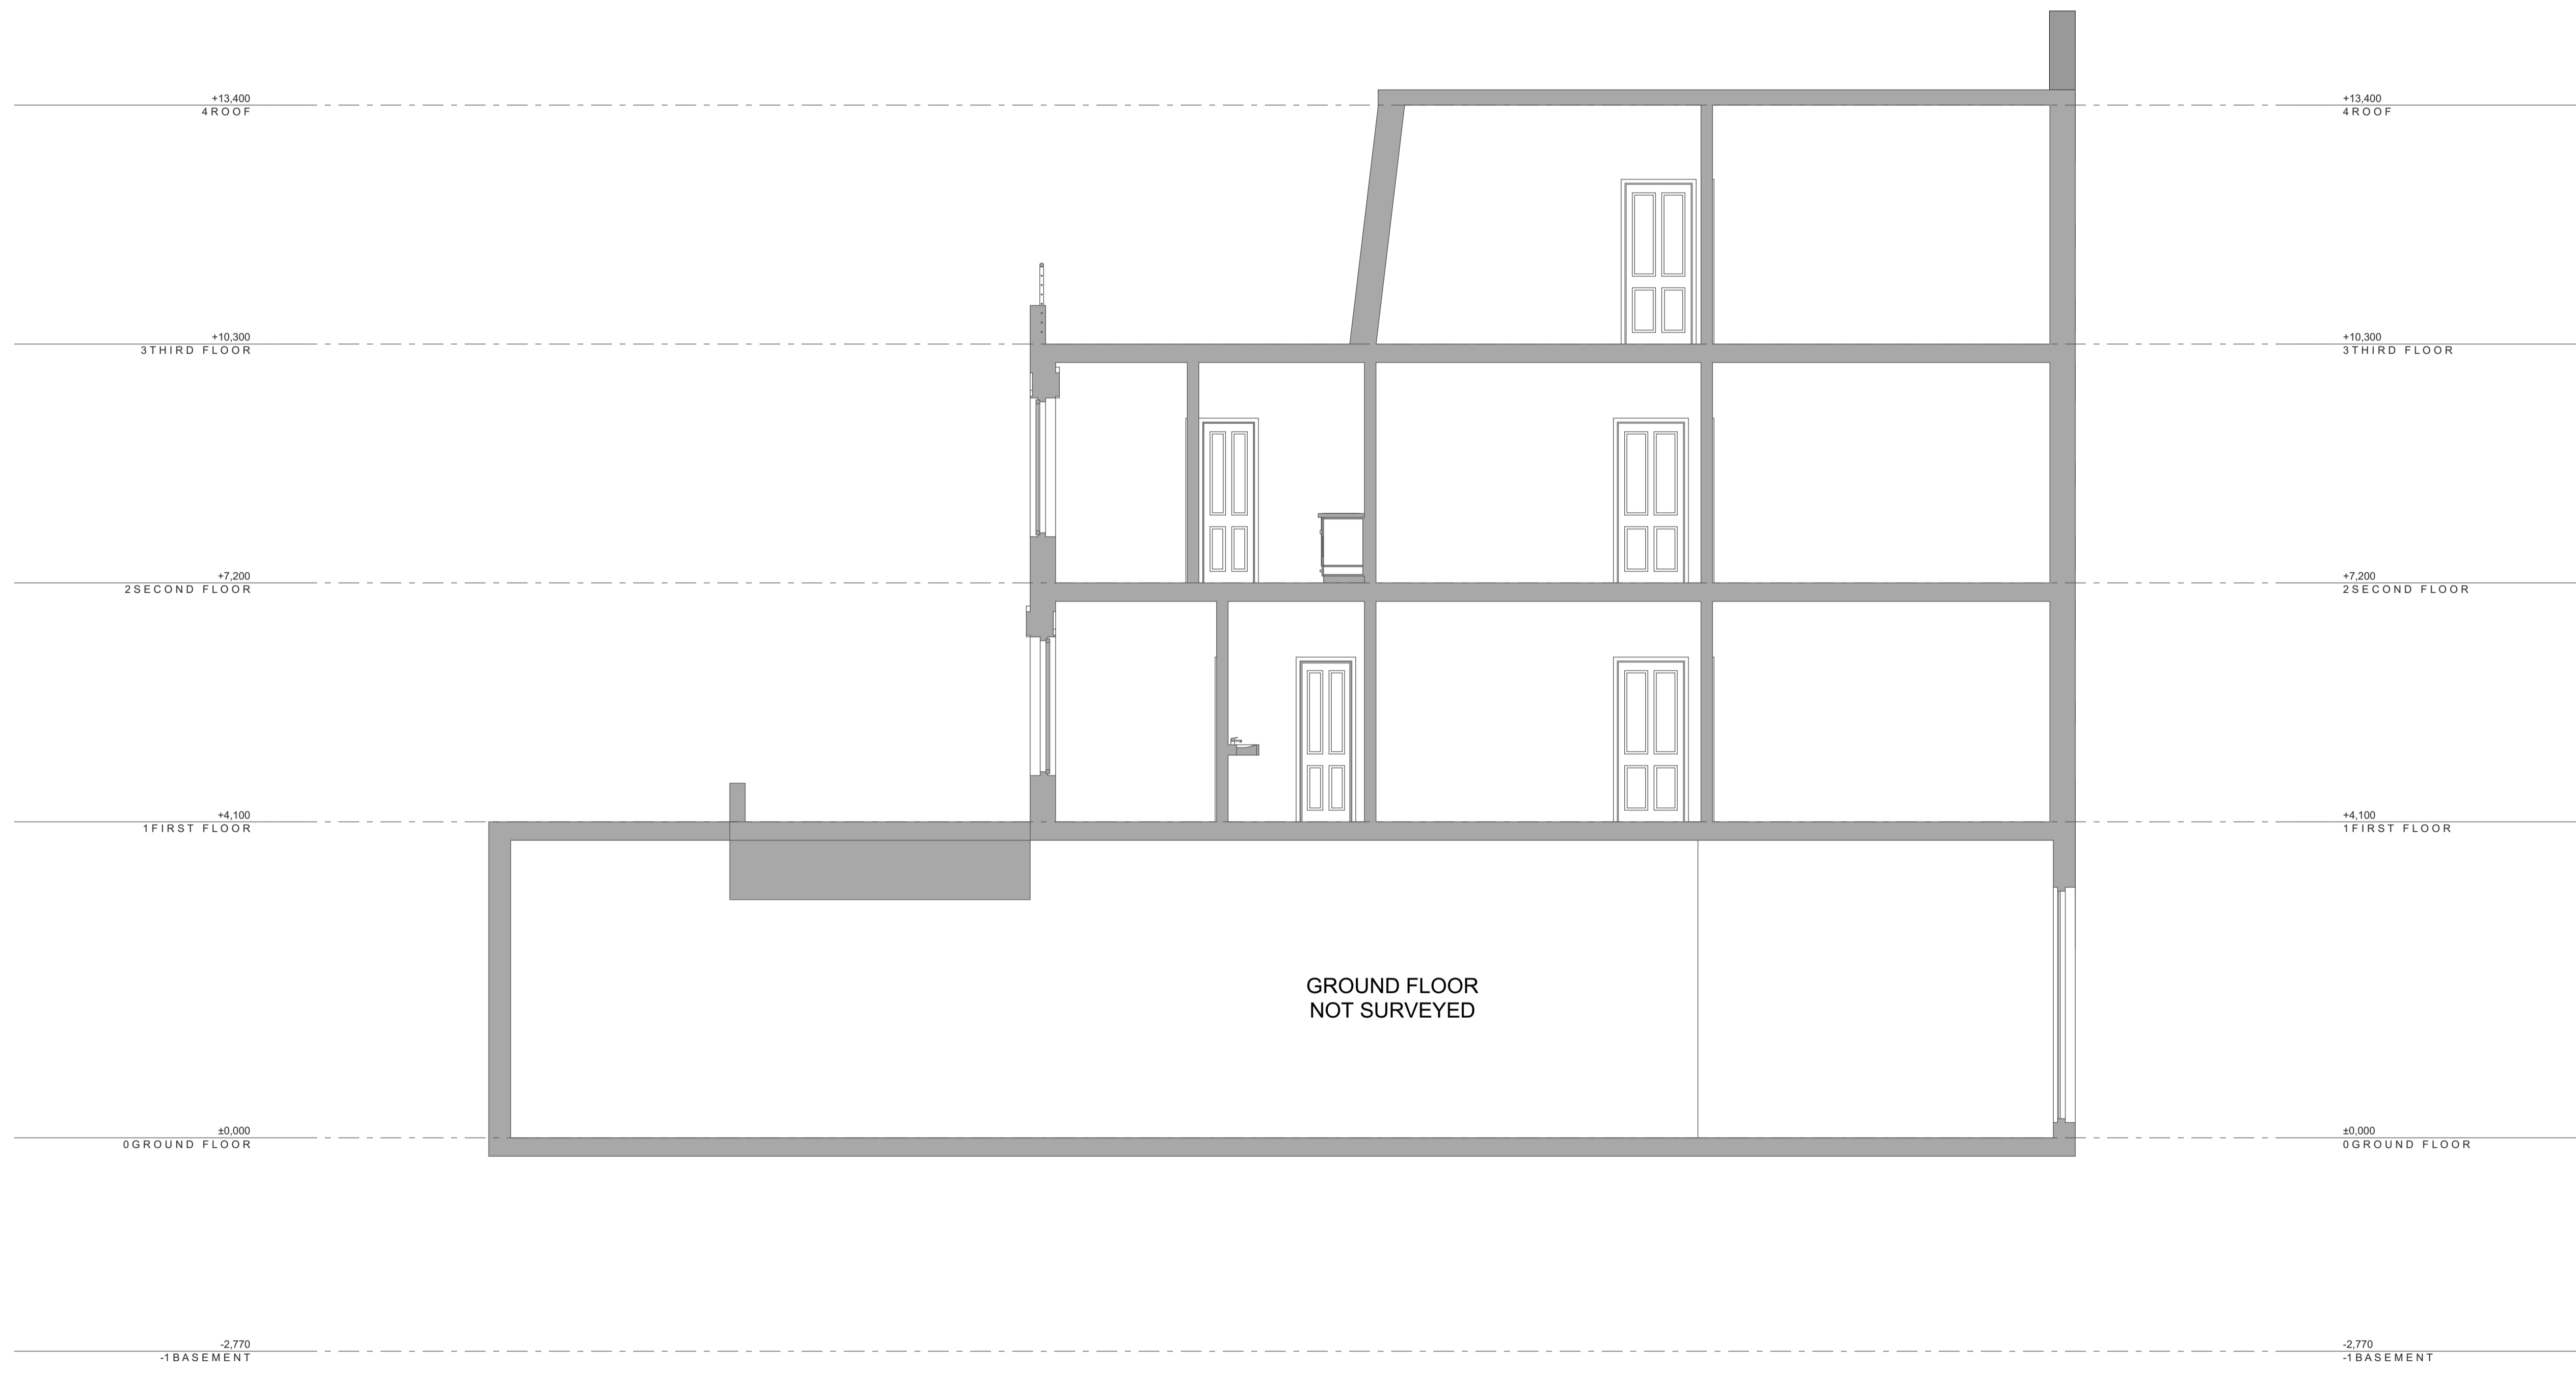 +13,400
4 ROOF
+13,400
4 ROOF
+10,300
3 THIRD FLOOR
+10,300
3 THIRD FLOOR
+7,200
2 SECOND FLOOR
+7,200
2 SECOND FLOOR
+4,100
1 FIRST FLOOR
+4,100
1 FIRST FLOOR
GROUND FLOOR
NOT SURVEYED
±0,000
0 GROUND FLOOR
±0,000
0 GROUND FLOOR
-2,770
-1 BASEMENT
-2,770
-1 BASEMENT